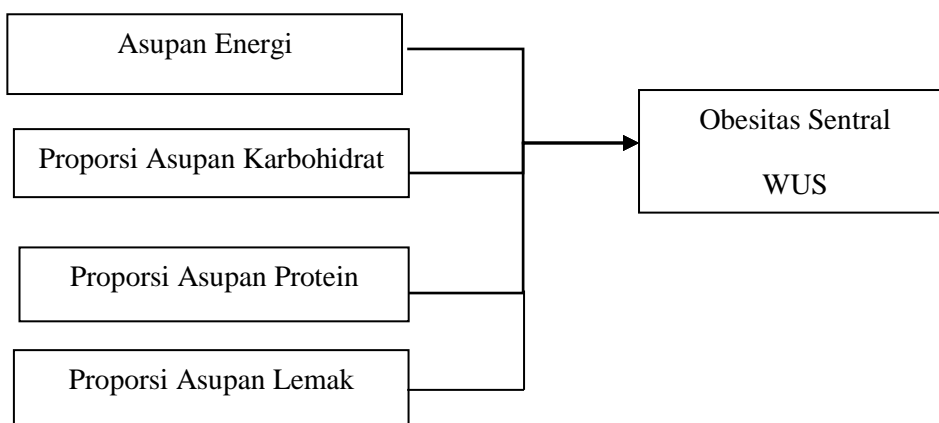 Asupan Energi
Proporsi Asupan Karbohidrat
Proporsi Asupan Protein
Proporsi Asupan Lemak
Obesitas Sentral
WUS